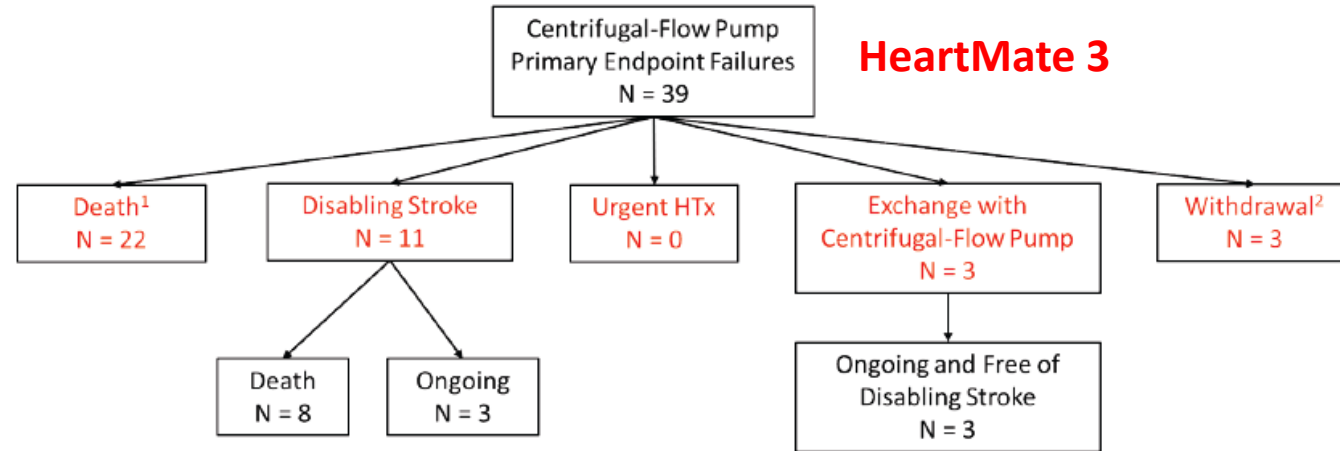 Centrifugal-Flow Pump
Primary Endpoint Failures
N = 39
HeartMate 3
Death¹
N = 22
Disabling Stroke
N = 11
Urgent HTx
N = 0
Exchange with
Centrifugal-Flow Pump
N = 3
Withdrawal²
N = 3
Death
N = 8
Ongoing
N = 3
Ongoing and Free of
Disabling Stroke
N = 3